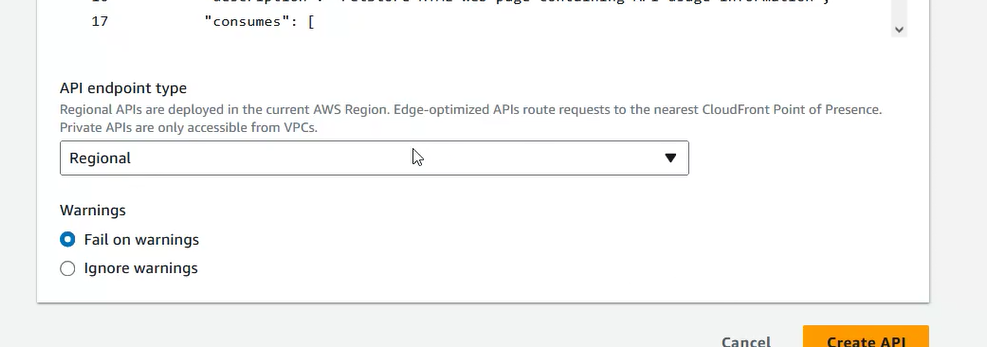 17 "consumes": [
API endpoint type
Regional APIs are deployed in the current AWS Region. Edge-optimized APIs route requests to the nearest CloudFront Point of Presence.
Private APIs are only accessible from VPCs.
Regional
Warnings
Fail on warnings
Ignore warnings
Cancel Create API